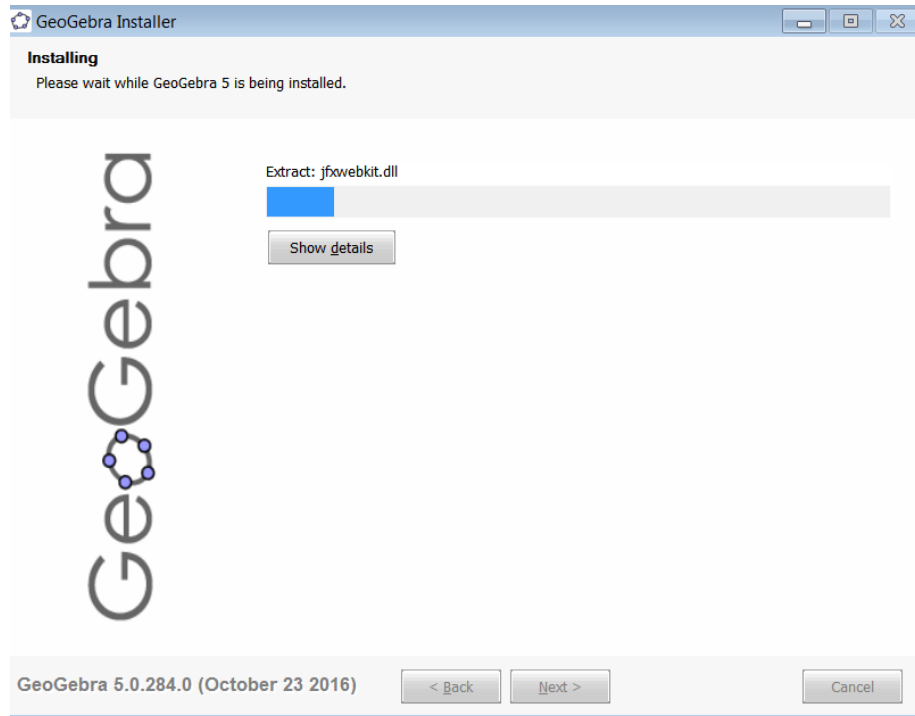 GeoGebra Installer
Installing
Please wait while GeoGebra 5 is being installed.
GeoGebra
Extract: jfxwebkit.dll
Show details
GeoGebra 5.0.284.0 (October 23 2016)
< Back
Next >
Cancel